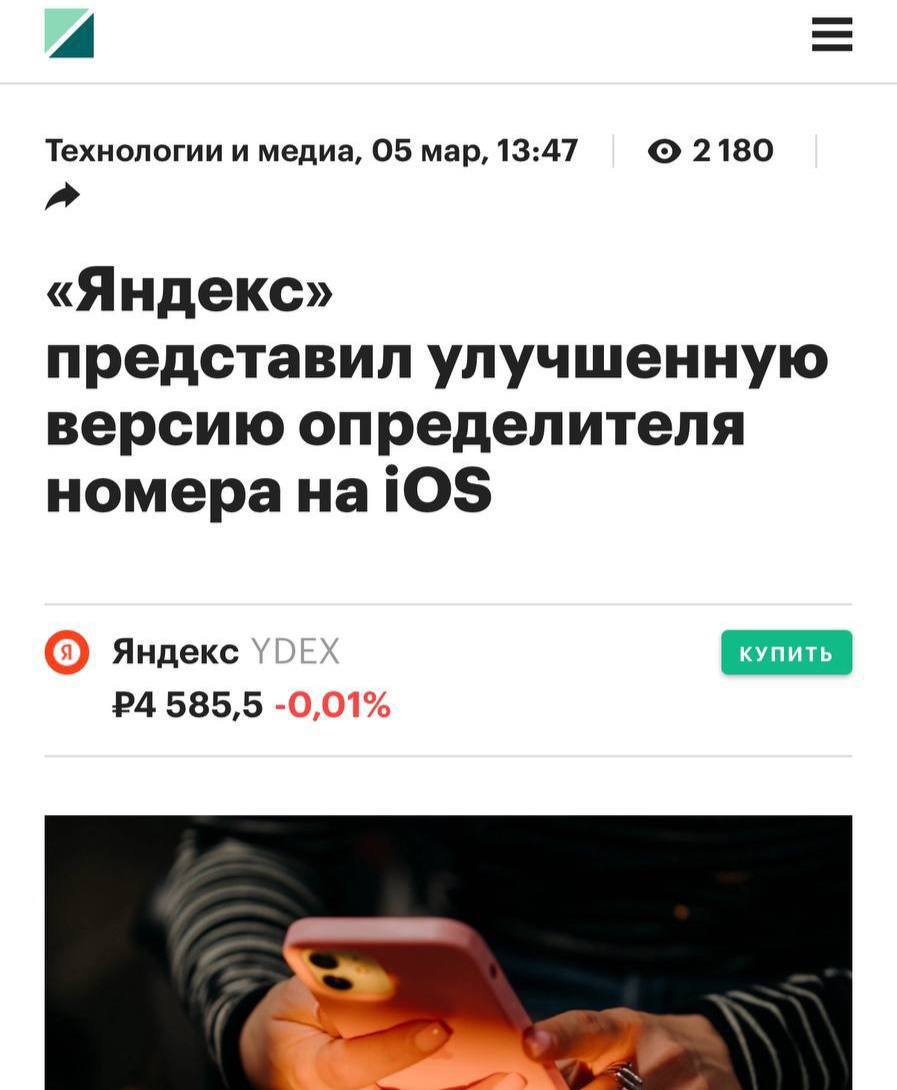 Технологии и медиа, 05 мар, 13:47
2 180
«Яндекс»
представил улучшенную
версию определителя
номера на iOS
Я
Яндекс YDEX
КУПИТЬ
₽4 585,5 -0,01%